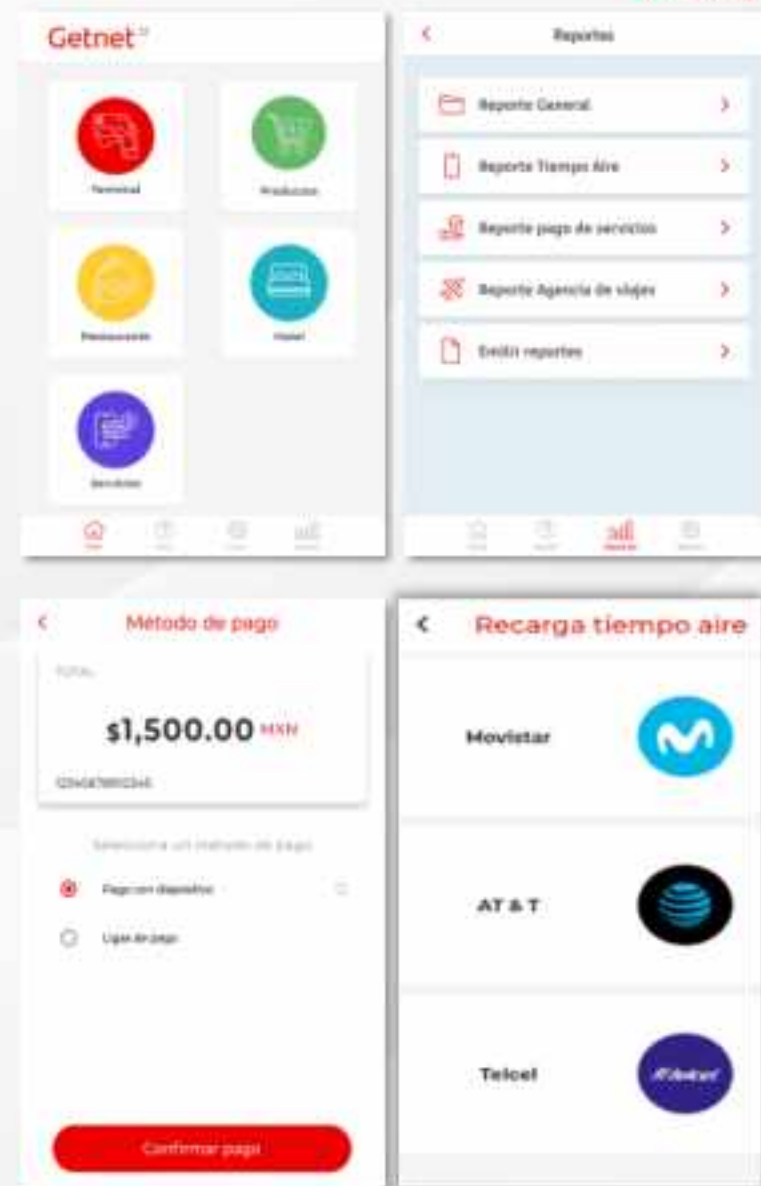 Getnet
Terminal
Productos
Restaurante
Hotel
Servicios
Reportes
Reporte General
Reporte Tiempo Aire
Reporte pago de servicios
Reporte Agencia de viajes
Emitir reportes
Método de pago
TOTAL
$1,500.00 MXN
Selecciona un método de pago
Pago con dispositivo
Ligas de pago
Confirmar pago
Recarga tiempo aire
Movistar
AT & T
Telcel